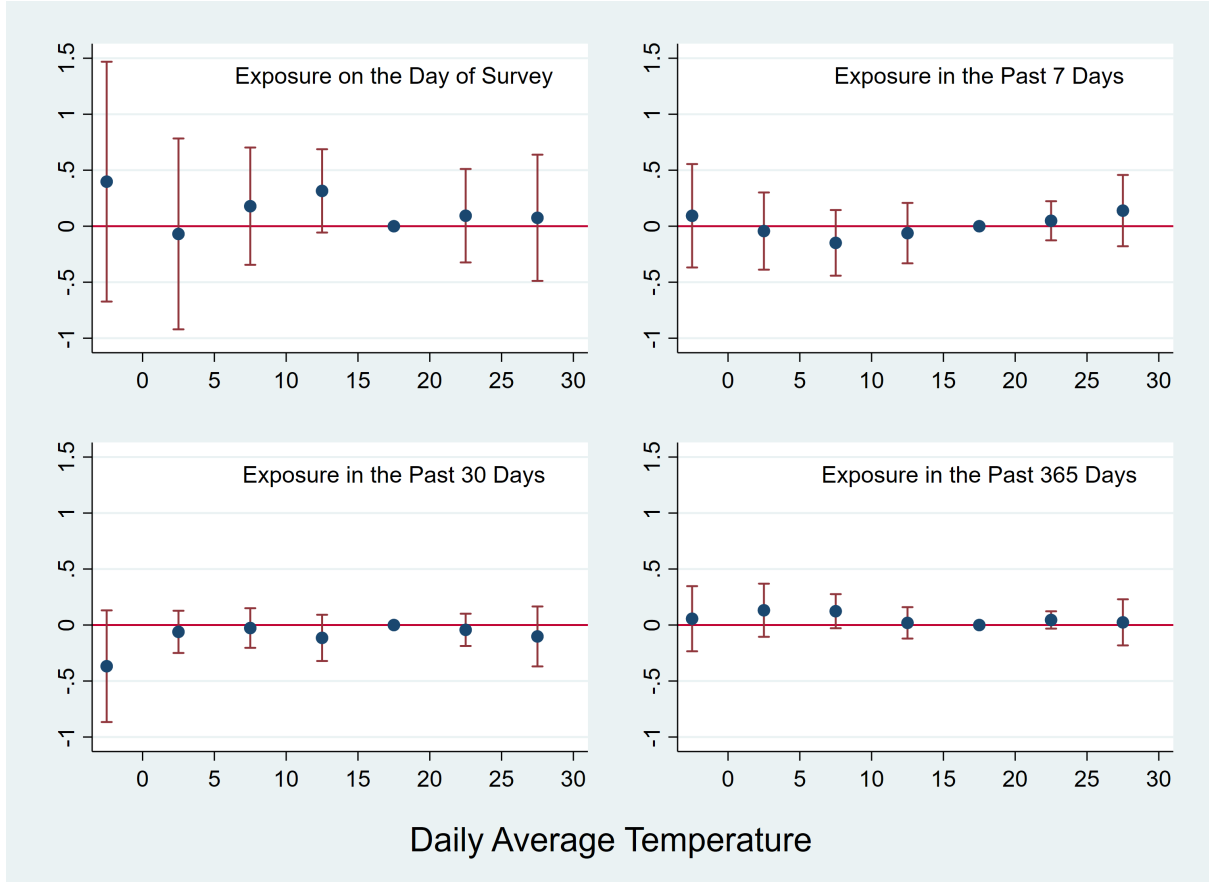 Exposure on the Day of Survey
1.5
1
.5
0
-.5
-1
0 5 10 15 20 25 30
Exposure in the Past 7 Days
1.5
1
.5
0
-.5
-1
0 5 10 15 20 25 30
Exposure in the Past 30 Days
1.5
1
.5
0
-.5
-1
0 5 10 15 20 25 30
Exposure in the Past 365 Days
1.5
1
.5
0
-.5
-1
0 5 10 15 20 25 30
Daily Average Temperature